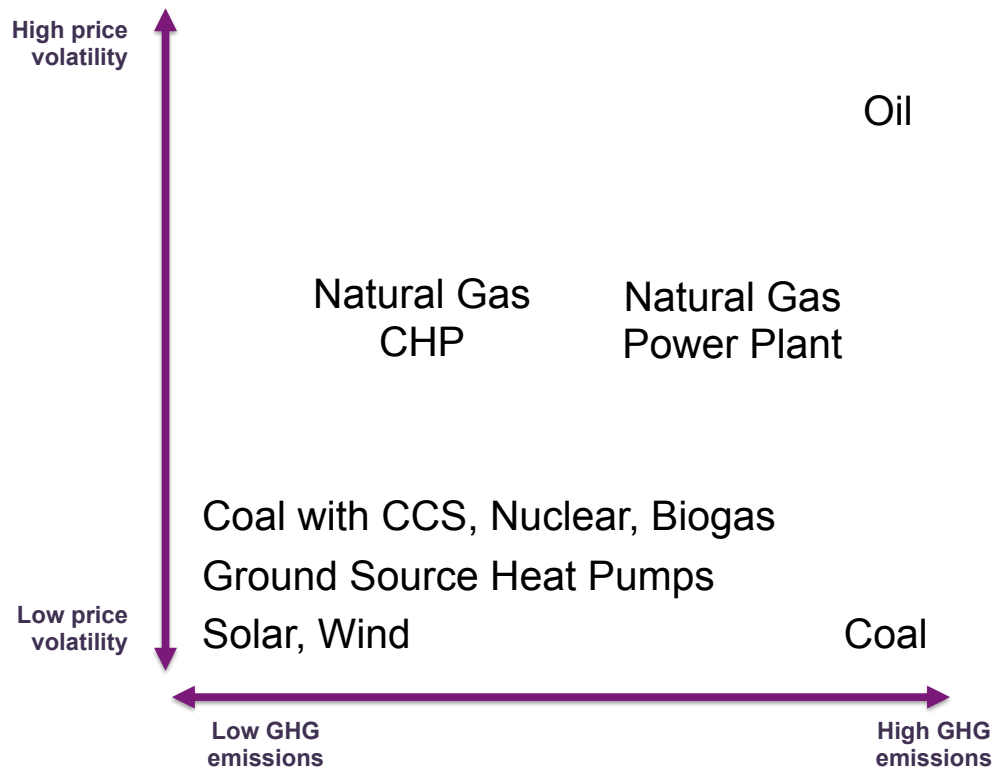 High price
volatility
Oil
Natural Gas
CHP
Natural Gas
Power Plant
Coal with CCS, Nuclear, Biogas
Ground Source Heat Pumps
Low price
volatility
Solar, Wind
Coal
Low GHG
emissions
High GHG
emissions